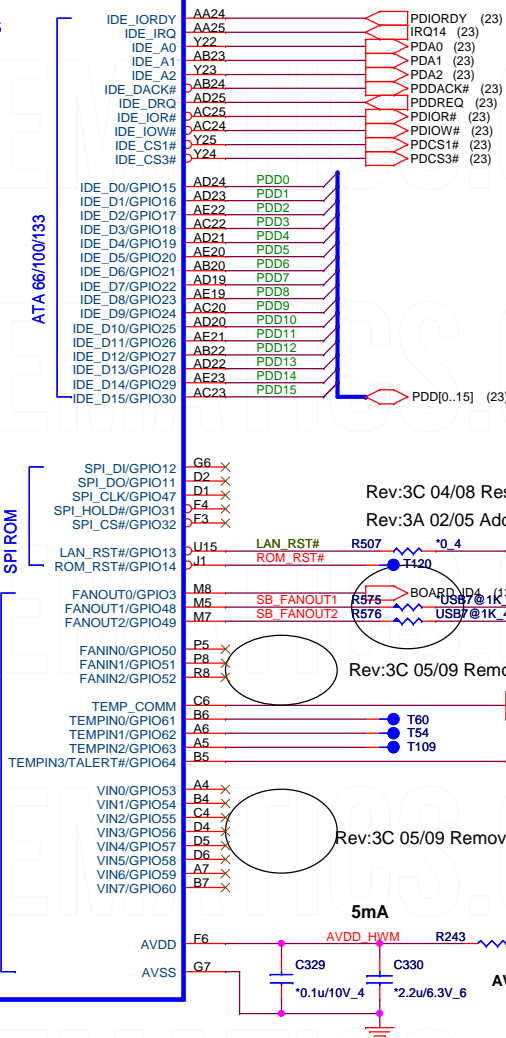 IDE_IORDY AA24 PDIORDY (23)
IDE_IRQ AA25 IRQ14 (23)
IDE_A0 Y22 PDA0 (23)
IDE_A1 AB23 PDA1 (23)
IDE_A2 Y23 PDA2 (23)
IDE_DACK# AB24 PDDACK# (23)
IDE_DRQ AD25 PDDREQ (23)
IDE_IOR# AC25 PDIOR# (23)
IDE_IOW# AC24 PDIOW# (23)
IDE_CS1# Y25 PDCS1# (23)
IDE_CS3# Y24 PDCS3# (23)
ATA 66/100/133
IDE_D0/GPIO15 AD24 PDD0
IDE_D1/GPIO16 AD23 PDD1
IDE_D2/GPIO17 AE22 PDD2
IDE_D3/GPIO18 AC22 PDD3
IDE_D4/GPIO19 AD21 PDD4
IDE_D5/GPIO20 AE20 PDD5
IDE_D6/GPIO21 AB20 PDD6
IDE_D7/GPIO22 AD19 PDD7
IDE_D8/GPIO23 AE19 PDD8
IDE_D9/GPIO24 AC20 PDD9
IDE_D10/GPIO25 AD20 PDD10
IDE_D11/GPIO26 AE21 PDD11
IDE_D12/GPIO27 AB22 PDD12
IDE_D13/GPIO28 AD22 PDD13
IDE_D14/GPIO29 AE23 PDD14
IDE_D15/GPIO30 AC23 PDD15
PDD[0..15] (23)
SPI ROM
SPI_DI/GPIO12 G6
SPI_DO/GPIO11 D2
SPI_CLK/GPIO47 D1
SPI_HOLD#/GPIO31 F4
SPI_CS#/GPIO32 F3
Rev:3C 04/08 Res
Rev:3A 02/05 Add
LAN_RST#/GPIO13 U15 LAN_RST# R507 *0_4
ROM_RST#/GPIO14 J1 ROM_RST# T120
FANOUT0/GPIO3 M8 BOARD_ID4
FANOUT1/GPIO48 M5 SB_FANOUT1 R575 *USB7@1K
FANOUT2/GPIO49 M7 SB_FANOUT2 R576 USB7@1K_4
FANIN0/GPIO50 P5
FANIN1/GPIO51 P8
FANIN2/GPIO52 R8
Rev:3C 05/09 Remo
TEMP_COMM C6
TEMPIN0/GPIO61 B6 T60
TEMPIN1/GPIO62 A6 T54
TEMPIN2/GPIO63 A5 T109
TEMPIN3/TALERT#/GPIO64 B5
VIN0/GPIO53 A4
VIN1/GPIO54 B4
VIN2/GPIO55 C4
VIN3/GPIO56 D4
VIN4/GPIO57 D5
VIN5/GPIO58 D6
VIN6/GPIO59 A7
VIN7/GPIO60 B7
Rev:3C 05/09 Remov
5mA
AVDD F6 AVDD_HWM R243
AVSS G7
C329
*0.1u/10V_4
C330
*2.2u/6.3V_6